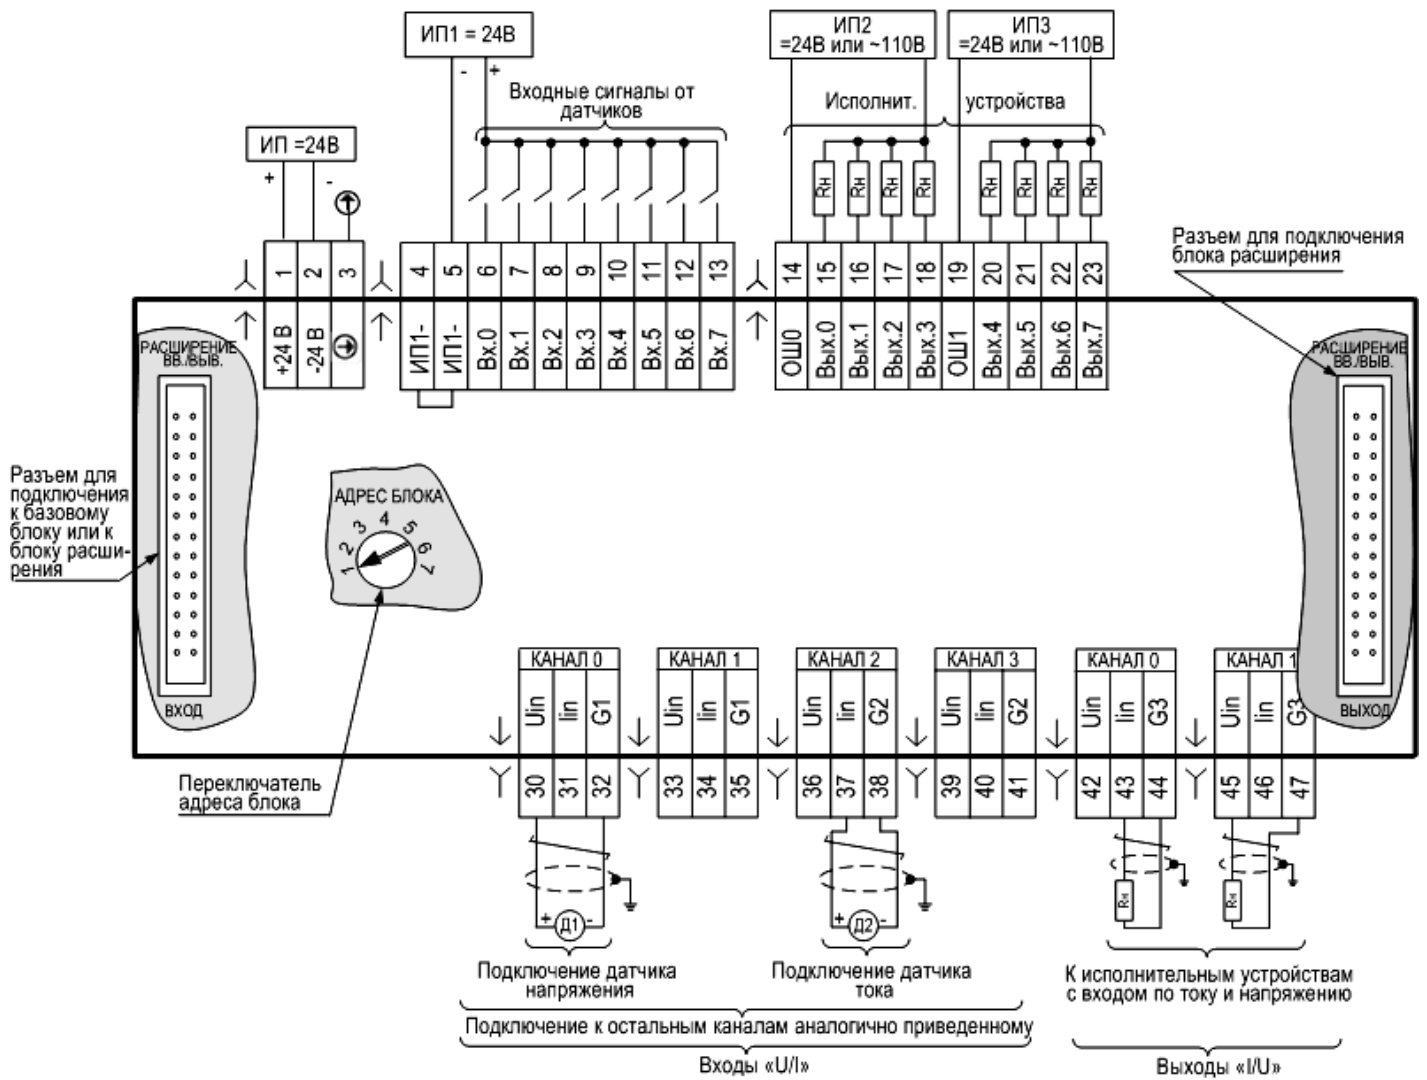 ИП1 = 24В
ИП2
=24В или ~110В
ИП3
=24В или ~110В
- +
Входные сигналы от
датчиков
Исполнит. устройства
ИП =24В
+ -
Rн Rн Rн Rн Rн Rн Rн Rн
Разъем для подключения
блока расширения
1 2 3 4 5 6 7 8 9 10 11 12 13 14 15 16 17 18 19 20 21 22 23
+24 В -24 В ИП1- ИП1- Вх.0 Вх.1 Вх.2 Вх.3 Вх.4 Вх.5 Вх.6 Вх.7 ОШ0 Вых.0 Вых.1 Вых.2 Вых.3 ОШ1 Вых.4 Вых.5 Вых.6 Вых.7
РАСШИРЕНИЕ
ВВ./ВЫВ.
РАСШИРЕНИЕ
ВВ./ВЫВ.
Разъем для
подключения
к базовому
блоку или к
блоку расши-
рения
АДРЕС БЛОКА
1 2 3 4 5 6 7
ВХОД
ВЫХОД
Переключатель
адреса блока
КАНАЛ 0 КАНАЛ 1 КАНАЛ 2 КАНАЛ 3 КАНАЛ 0 КАНАЛ 1
Uin Iin G1 Uin Iin G1 Uin Iin G2 Uin Iin G2 Uin Iin G3 Uin Iin G3
30 31 32 33 34 35 36 37 38 39 40 41 42 43 44 45 46 47
Rн Rн
+ Д1 - + Д2 -
Подключение датчика
напряжения
Подключение датчика
тока
К исполнительным устройствам
с входом по току и напряжению
Подключение к остальным каналам аналогично приведенному
Входы «U/I»
Выходы «I/U»